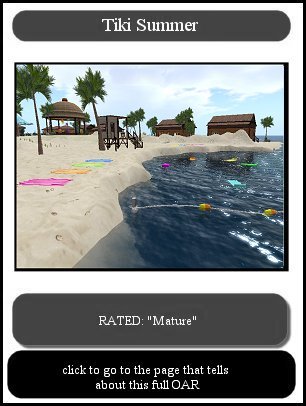 Tiki Summer
RATED: "Mature"
click to go to the page that tells
about this full OAR